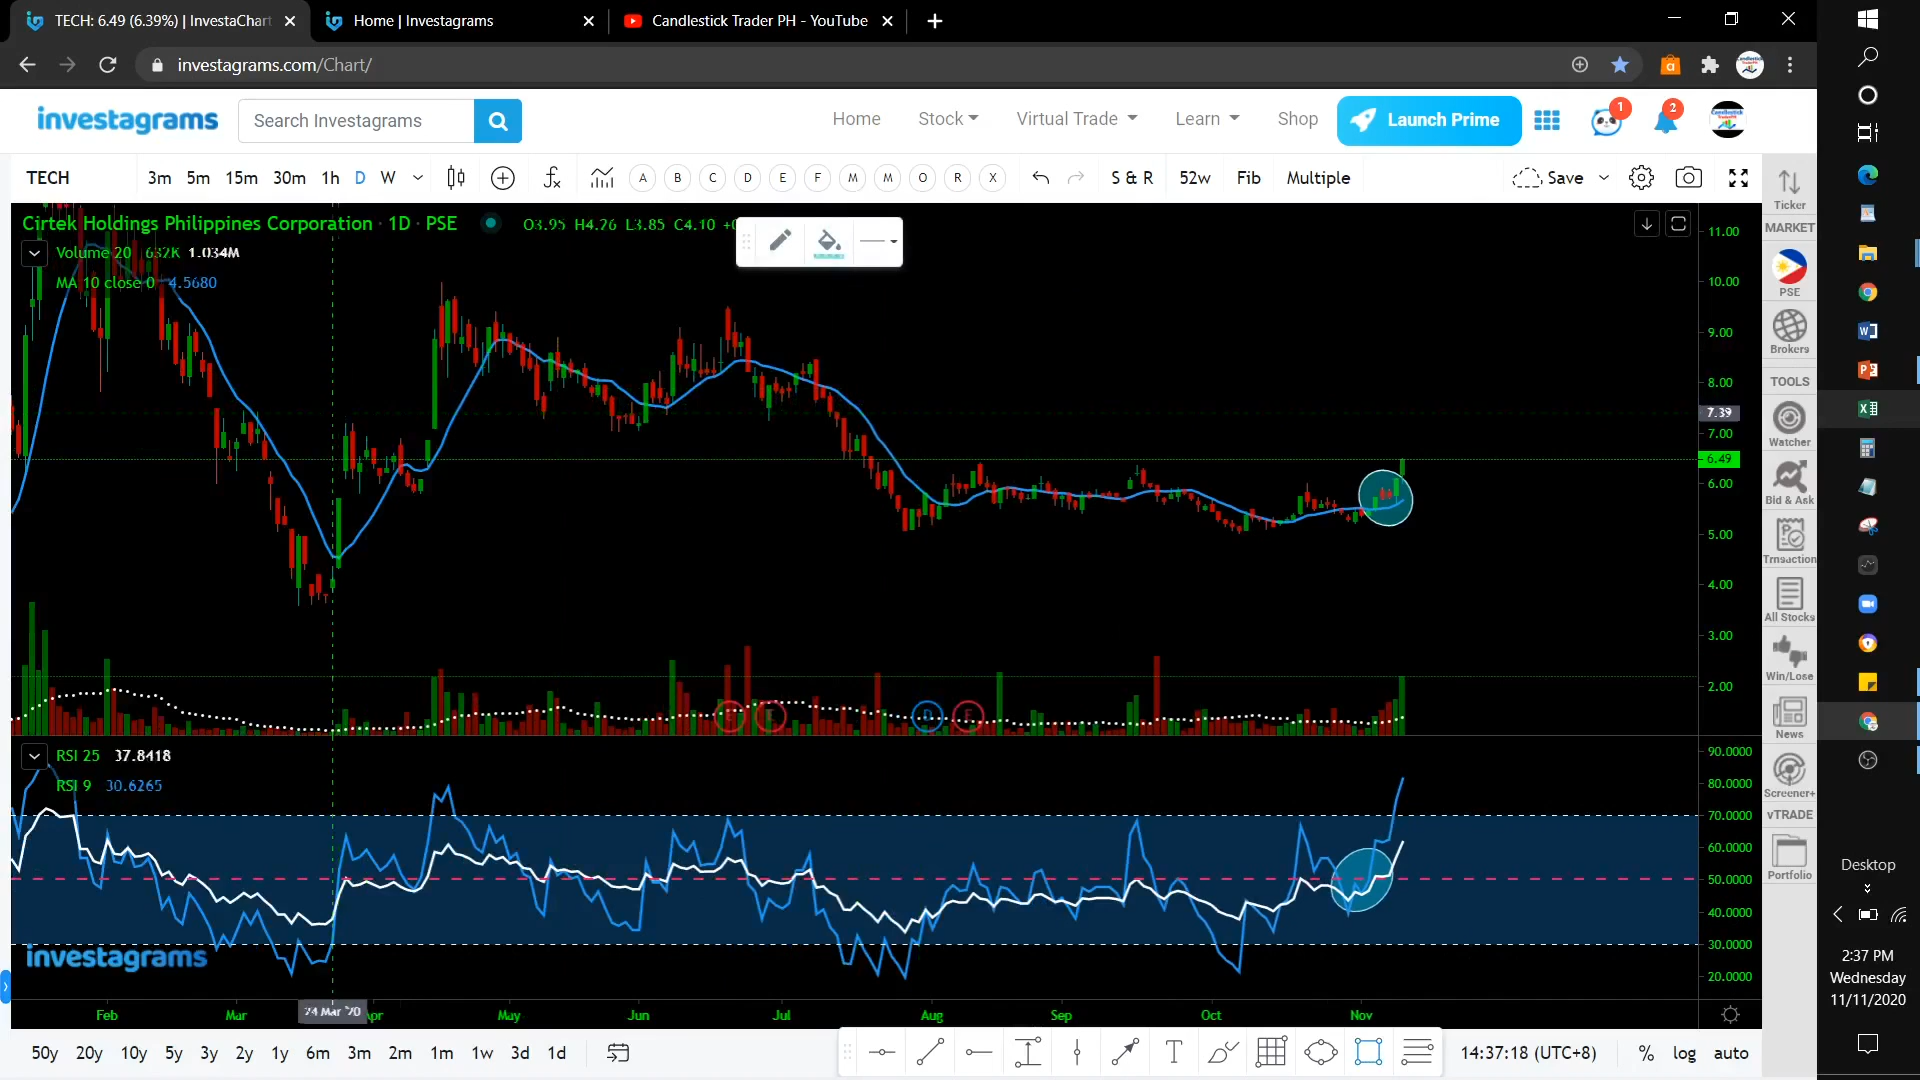 TECH: 6.49 (6.39%) | InvestaChart
Home | Investagrams
Candlestick Trader PH - YouTube
investagrams.com/Chart/
investagrams
Search Investagrams
Home
Stock
Virtual Trade
Learn
Shop
Launch Prime
1
2
TECH
3m 5m 15m 30m 1h D W
A B C D E F M M O R X
S & R 52w Fib Multiple
Save
Ticker
Cirtek Holdings Philippines Corporation · 1D · PSE
O3.95 H4.26 L3.85 C4.10
Volume 20 632K 1.034M
MA 10 close 0 4.5680
11.00
10.00
9.00
8.00
7.39
7.00
6.49
6.00
5.00
4.00
3.00
2.00
D
E
RSI 25 37.8418
RSI 9 30.6265
90.0000
80.0000
70.0000
60.0000
50.0000
40.0000
30.0000
20.0000
investagrams
Feb Mar 24 Mar '20 Apr May Jun Jul Aug Sep Oct Nov
50y 20y 10y 5y 3y 2y 1y 6m 3m 2m 1m 1w 3d 1d
T
14:37:18 (UTC+8)
% log auto
MARKET
PSE
Brokers
TOOLS
Watcher
Bid & Ask
Trnsaction
All Stocks
Win/Lose
News
Screener+
vTRADE
Portfolio
Desktop
2:37 PM
Wednesday
11/11/2020